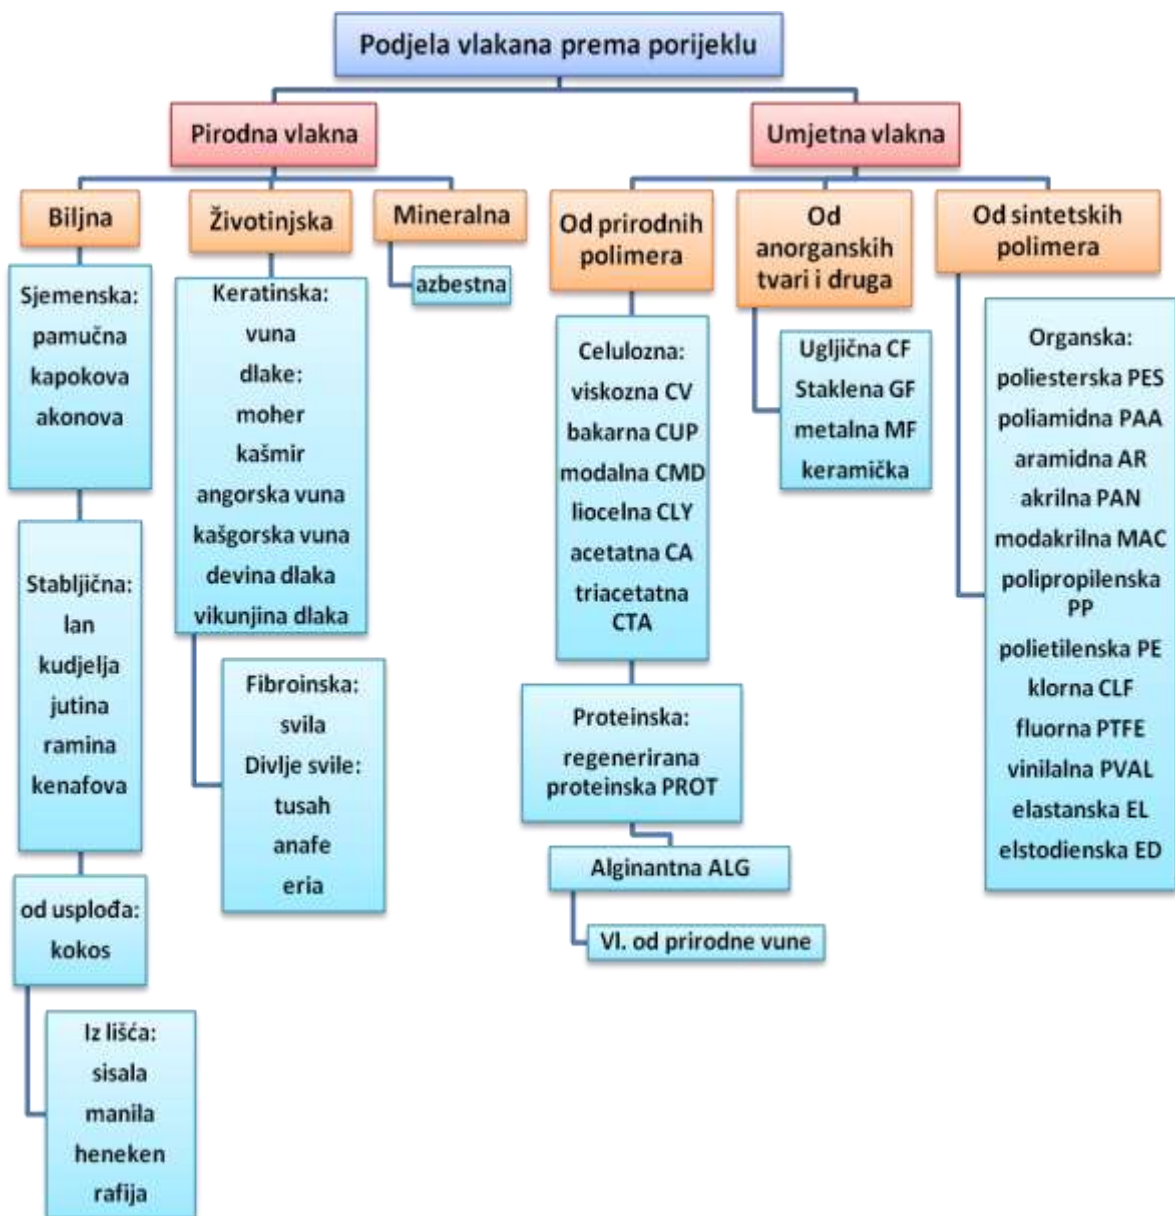 Podjela vlakana prema porijeklu
Pirodna vlakna
Umjetna vlakna
Biljna
Životinjska
Mineralna
Od prirodnih
polimera
Od
anorganskih
tvari i druga
Od sintetskih
polimera
Sjemenska:
pamučna
kapokova
akonova
Stabljična:
lan
kudjelja
jutina
ramina
kenafova
od usplođa:
kokos
Iz lišća:
sisala
manila
heneken
rafija
Keratinska:
vuna
dlake:
moher
kašmir
angorska vuna
kašgorska vuna
devina dlaka
vikunjina dlaka
Fibroinska:
svila
Divlje svile:
tusah
anafe
eria
azbestna
Celulozna:
viskozna CV
bakarna CUP
modalna CMD
liocelna CLY
acetatna CA
triacetatna
CTA
Proteinska:
regenerirana
proteinska PROT
Alginantna ALG
Vl. od prirodne vune
Ugljična CF
Staklena GF
metalna MF
keramička
Organska:
poliesterska PES
poliamidna PAA
aramidna AR
akrilna PAN
modakrilna MAC
polipropilenska
PP
polietilenska PE
klorna CLF
fluorna PTFE
vinilalna PVAL
elastanska EL
elstodienska ED